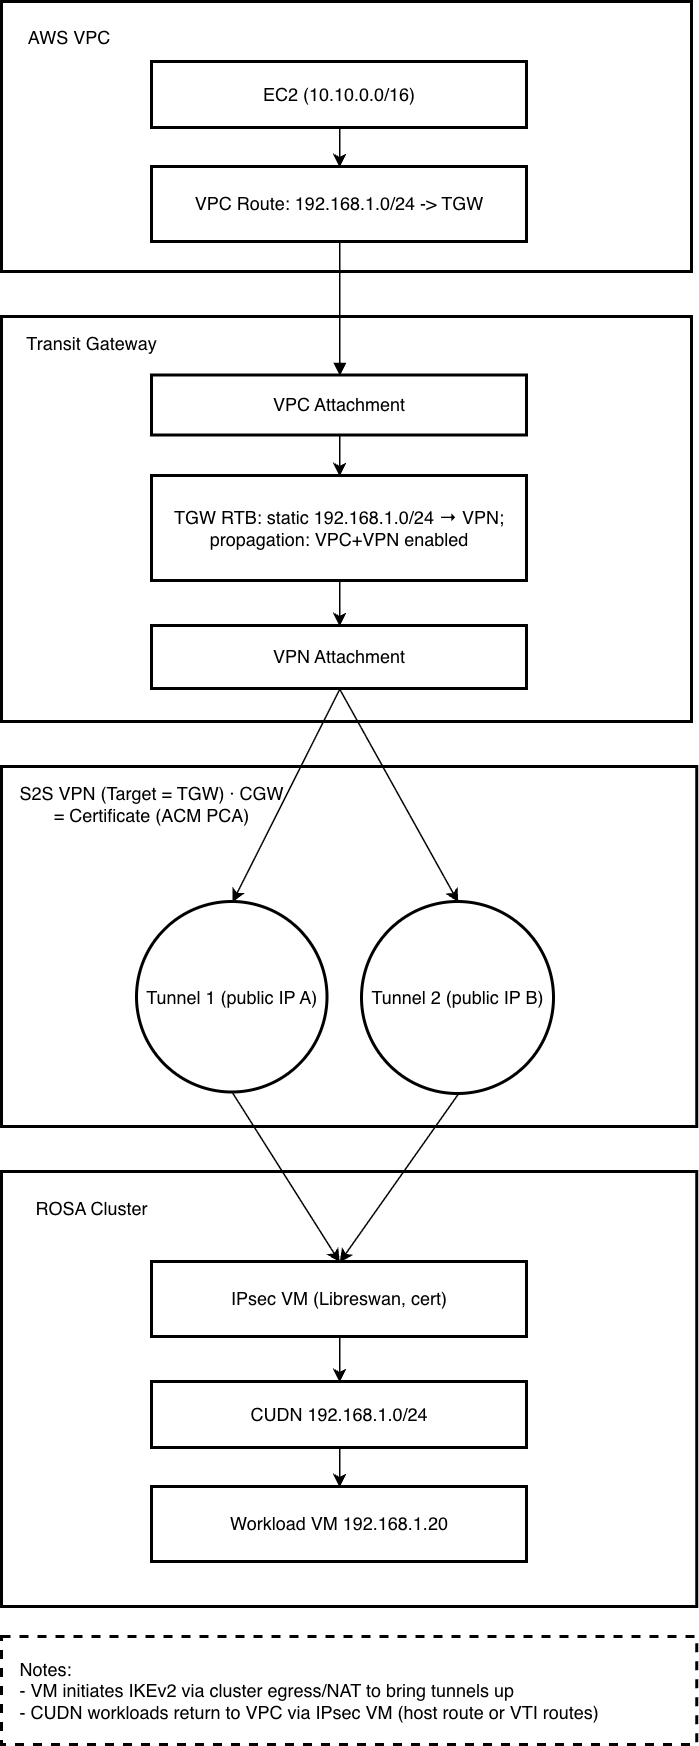 AWS VPC
EC2 (10.10.0.0/16)
VPC Route: 192.168.1.0/24 -> TGW
Transit Gateway
VPC Attachment
TGW RTB: static 192.168.1.0/24 → VPN;
propagation: VPC+VPN enabled
VPN Attachment
S2S VPN (Target = TGW) · CGW
= Certificate (ACM PCA)
Tunnel 1 (public IP A)
Tunnel 2 (public IP B)
ROSA Cluster
IPsec VM (Libreswan, cert)
CUDN 192.168.1.0/24
Workload VM 192.168.1.20
Notes:
- VM initiates IKEv2 via cluster egress/NAT to bring tunnels up
- CUDN workloads return to VPC via IPsec VM (host route or VTI routes)